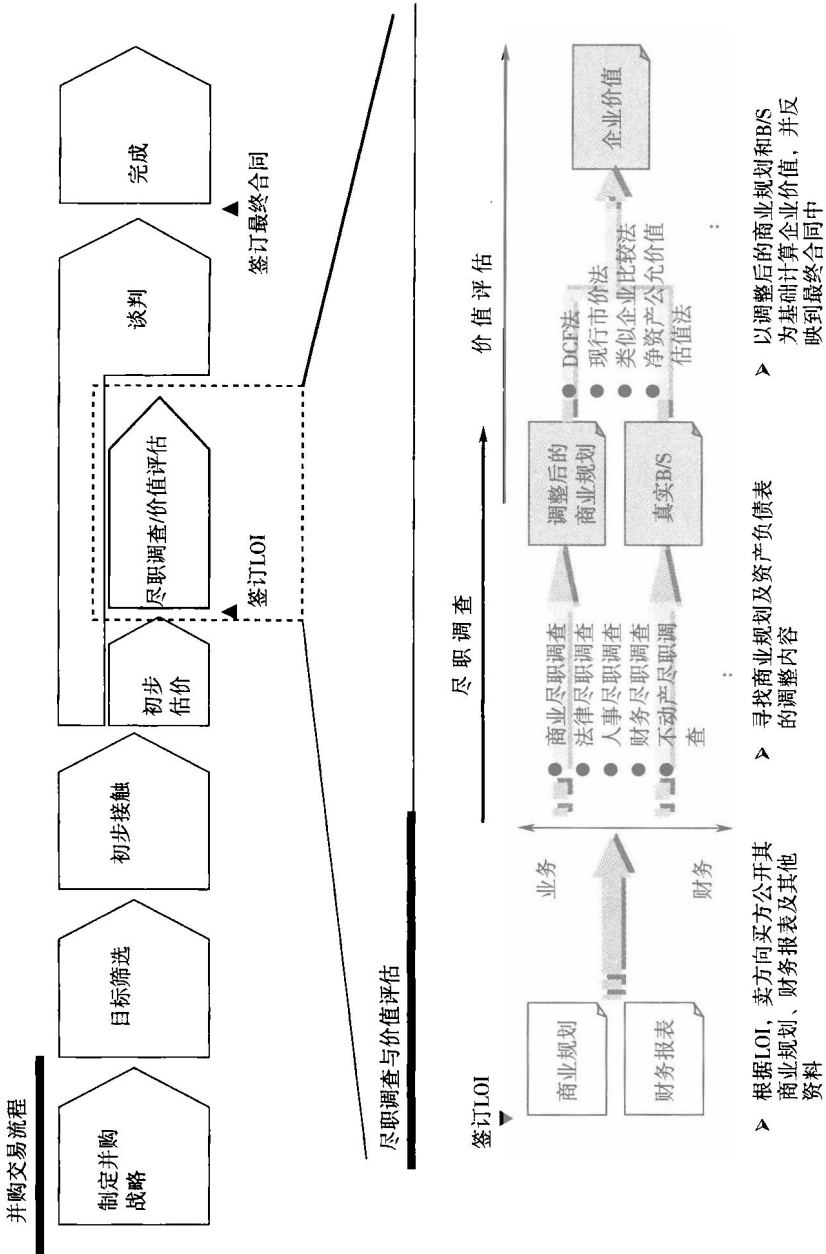 并购交易流程
制定并购
战略
目标筛选
初步接触
初步
估价
尽职调查/价值评估
谈判
完成
签订LOI
签订最终合同
尽职调查与价值评估
签订LOI
商业规划
财务报表
业务
财务
尽职调查
商业尽职调查
法律尽职调查
人事尽职调查
财务尽职调查
不动产尽职调
查
:
调整后的
商业规划
真实B/S
价值评估
DCF法
现行市价法
类似企业比较法
净资产公允价值
估值法
:
企业价值
➢ 根据LOI，卖方向买方公开其
商业规划、财务报表及其他
资料
➢ 寻找商业规划及资产负债表
的调整内容
➢ 以调整后的商业规划和B/S
为基础计算企业价值，并反
映到最终合同中